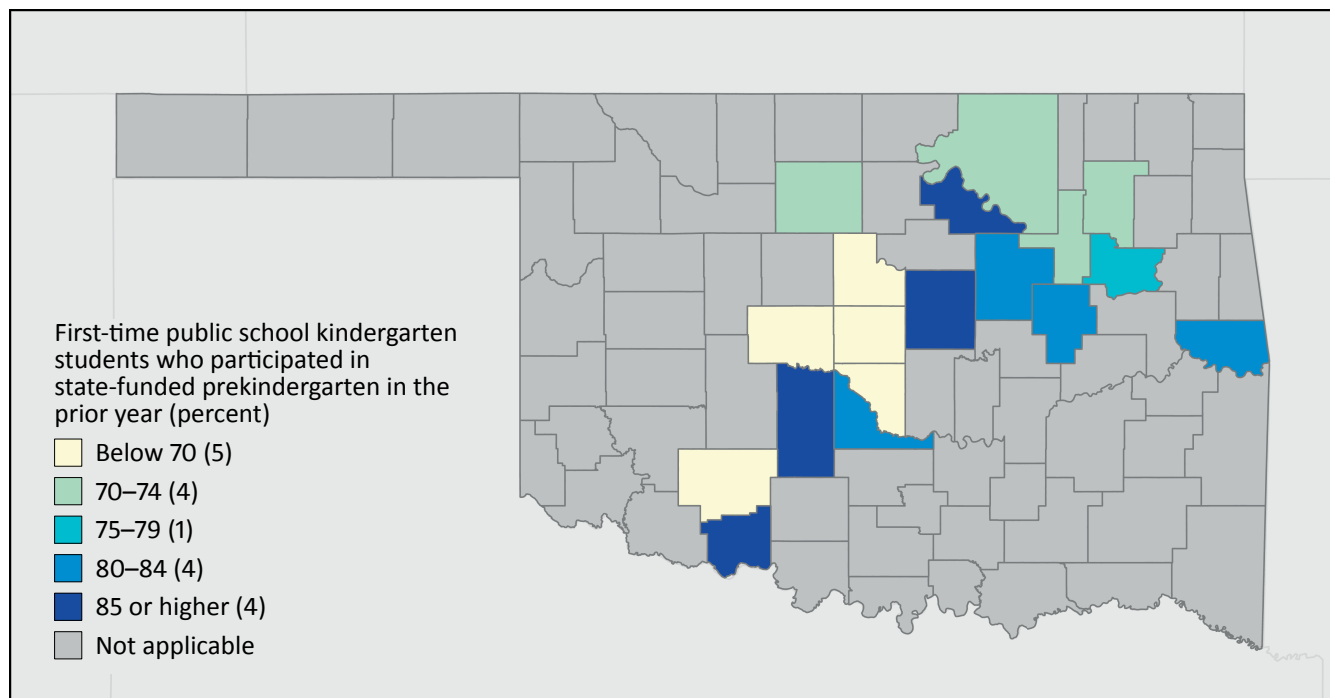 First-time public school kindergarten
students who participated in
state-funded prekindergarten in the
prior year (percent)
Below 70 (5)
70–74 (4)
75–79 (1)
80–84 (4)
85 or higher (4)
Not applicable